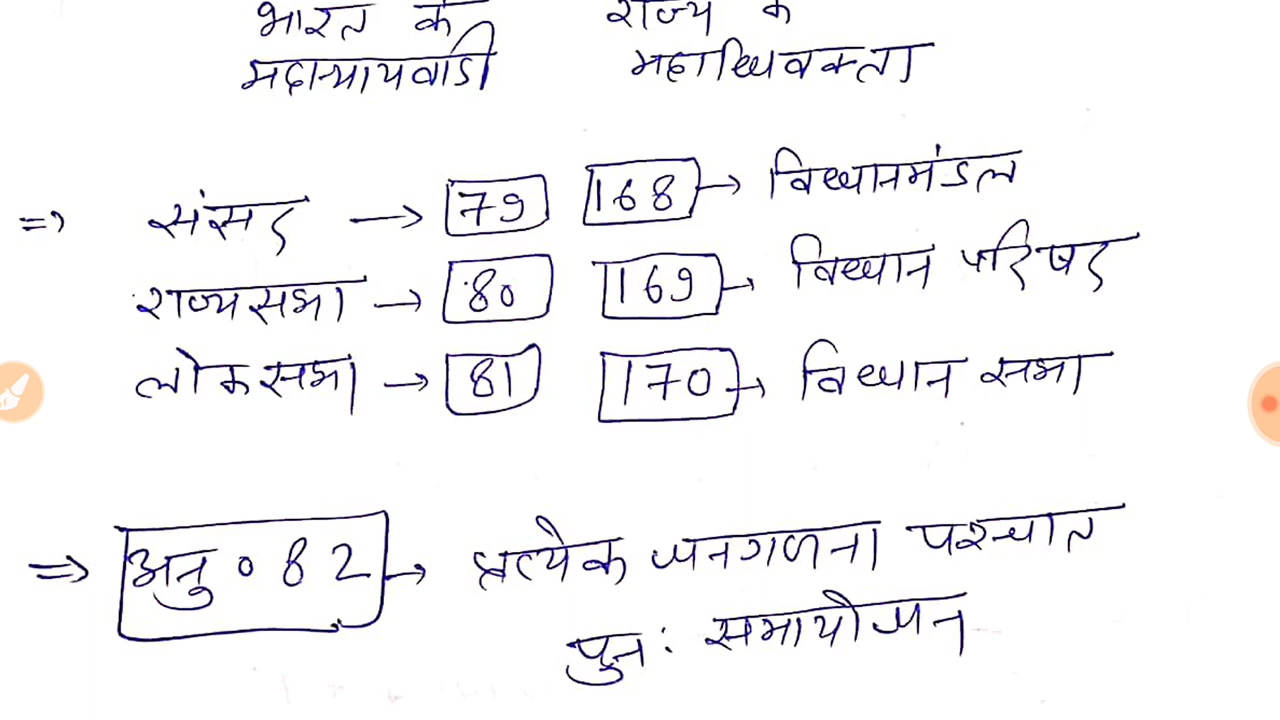 भारत के राज्य के
महान्यायवादी महाधिवक्ता
=> संसद → 79 168 → विधानमंडल
राज्यसभा → 80 169 → विधान परिषद
लोकसभा → 81 170 → विधान सभा
=> अनु० 82 → प्रत्येक जनगणना पश्चात
पुनः समायोजन